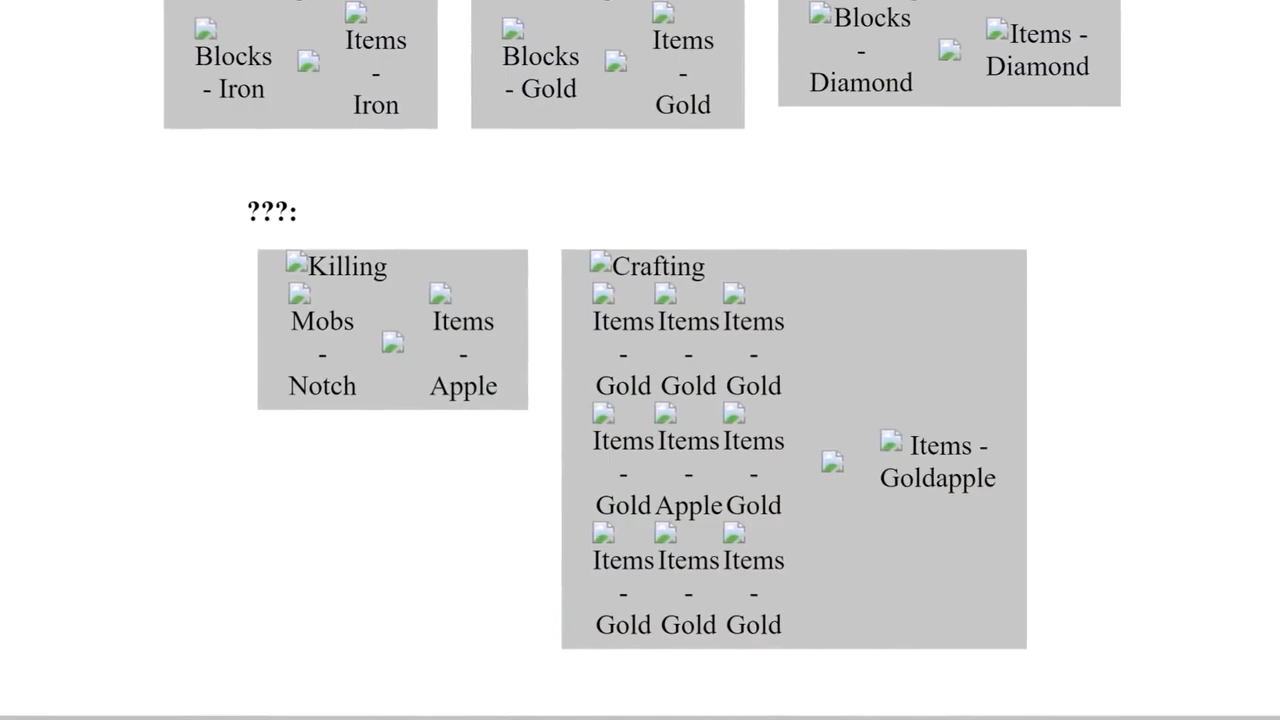 Blocks
- Iron
Items
-
Iron
Blocks
- Gold
Items
-
Gold
Blocks
-
Diamond
Items -
Diamond
???:
Killing
Mobs
-
Notch
Items
-
Apple
Crafting
Items Items Items
- - -
Gold Gold Gold
Items Items Items
- - -
Gold Apple Gold
Items Items Items
- - -
Gold Gold Gold
Items -
Goldapple